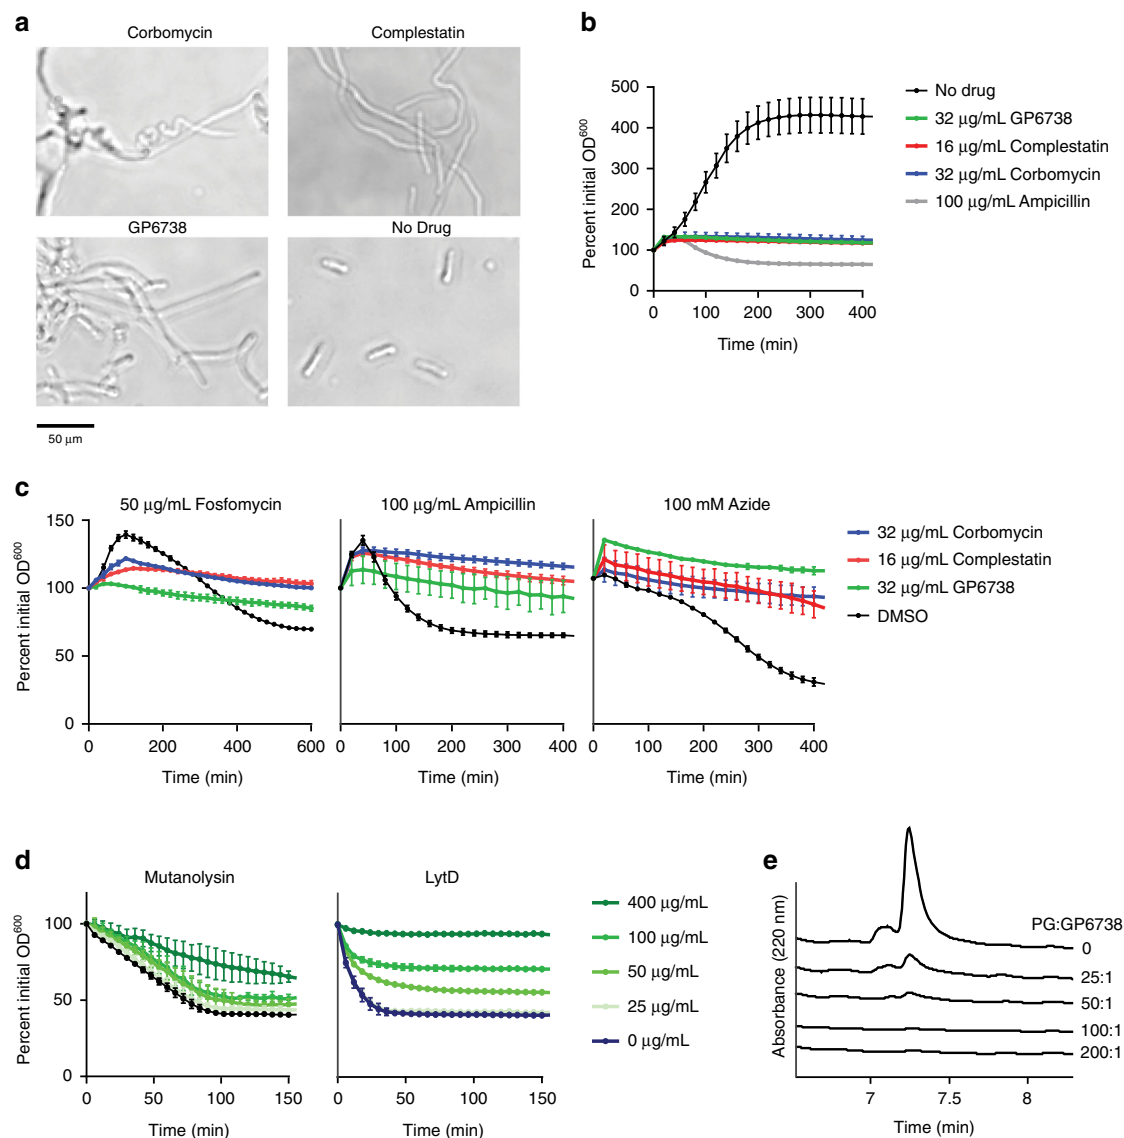 a
Corbomycin
Complestatin
GP6738
No Drug
50 μm
b
Percent initial OD600
500
400
300
200
100
0
0 100 200 300 400
Time (min)
No drug
32 μg/mL GP6738
16 μg/mL Complestatin
32 μg/mL Corbomycin
100 μg/mL Ampicillin
c
50 μg/mL Fosfomycin
100 μg/mL Ampicillin
100 mM Azide
Percent initial OD600
150
100
50
0
0 200 400 600
Time (min)
0 100 200 300 400
Time (min)
0 100 200 300 400
Time (min)
32 μg/mL Corbomycin
16 μg/mL Complestatin
32 μg/mL GP6738
DMSO
d
Mutanolysin
LytD
Percent initial OD600
100
50
0
0 50 100 150
Time (min)
0 50 100 150
Time (min)
400 μg/mL
100 μg/mL
50 μg/mL
25 μg/mL
0 μg/mL
e
Absorbance (220 nm)
PG:GP6738
0
25:1
50:1
100:1
200:1
7 7.5 8
Time (min)